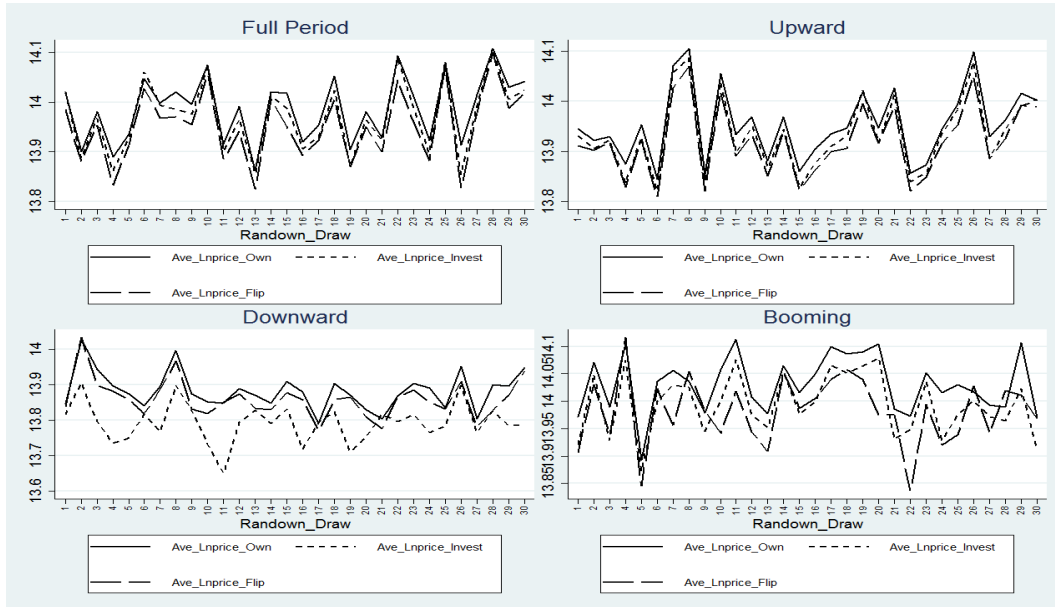 Full Period
14.1
14
13.9
13.8
1 2 3 4 5 6 7 8 9 10 11 12 13 14 15 16 17 18 19 20 21 22 23 24 25 26 27 28 29 30
Randown_Draw
Ave_Lnprice_Own Ave_Lnprice_Invest
Ave_Lnprice_Flip
Upward
14.1
14
13.9
13.8
1 2 3 4 5 6 7 8 9 10 11 12 13 14 15 16 17 18 19 20 21 22 23 24 25 26 27 28 29 30
Randown_Draw
Ave_Lnprice_Own Ave_Lnprice_Invest
Ave_Lnprice_Flip
Downward
14
13.9
13.8
13.7
13.6
1 2 3 4 5 6 7 8 9 10 11 12 13 14 15 16 17 18 19 20 21 22 23 24 25 26 27 28 29 30
Randown_Draw
Ave_Lnprice_Own Ave_Lnprice_Invest
Ave_Lnprice_Flip
Booming
14.1
14.05
14
13.95
13.9
13.85
1 2 3 4 5 6 7 8 9 10 11 12 13 14 15 16 17 18 19 20 21 22 23 24 25 26 27 28 29 30
Randown_Draw
Ave_Lnprice_Own Ave_Lnprice_Invest
Ave_Lnprice_Flip